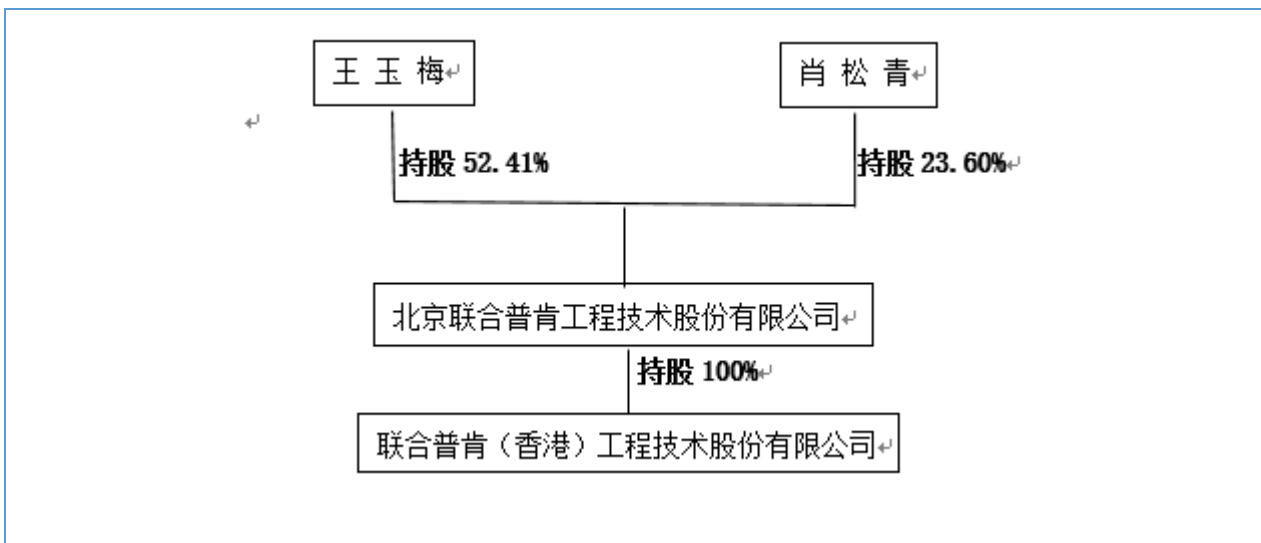 王 玉 梅
肖 松 青
持股 52.41%
持股 23.60%
北京联合普肯工程技术股份有限公司
持股 100%
联合普肯（香港）工程技术股份有限公司